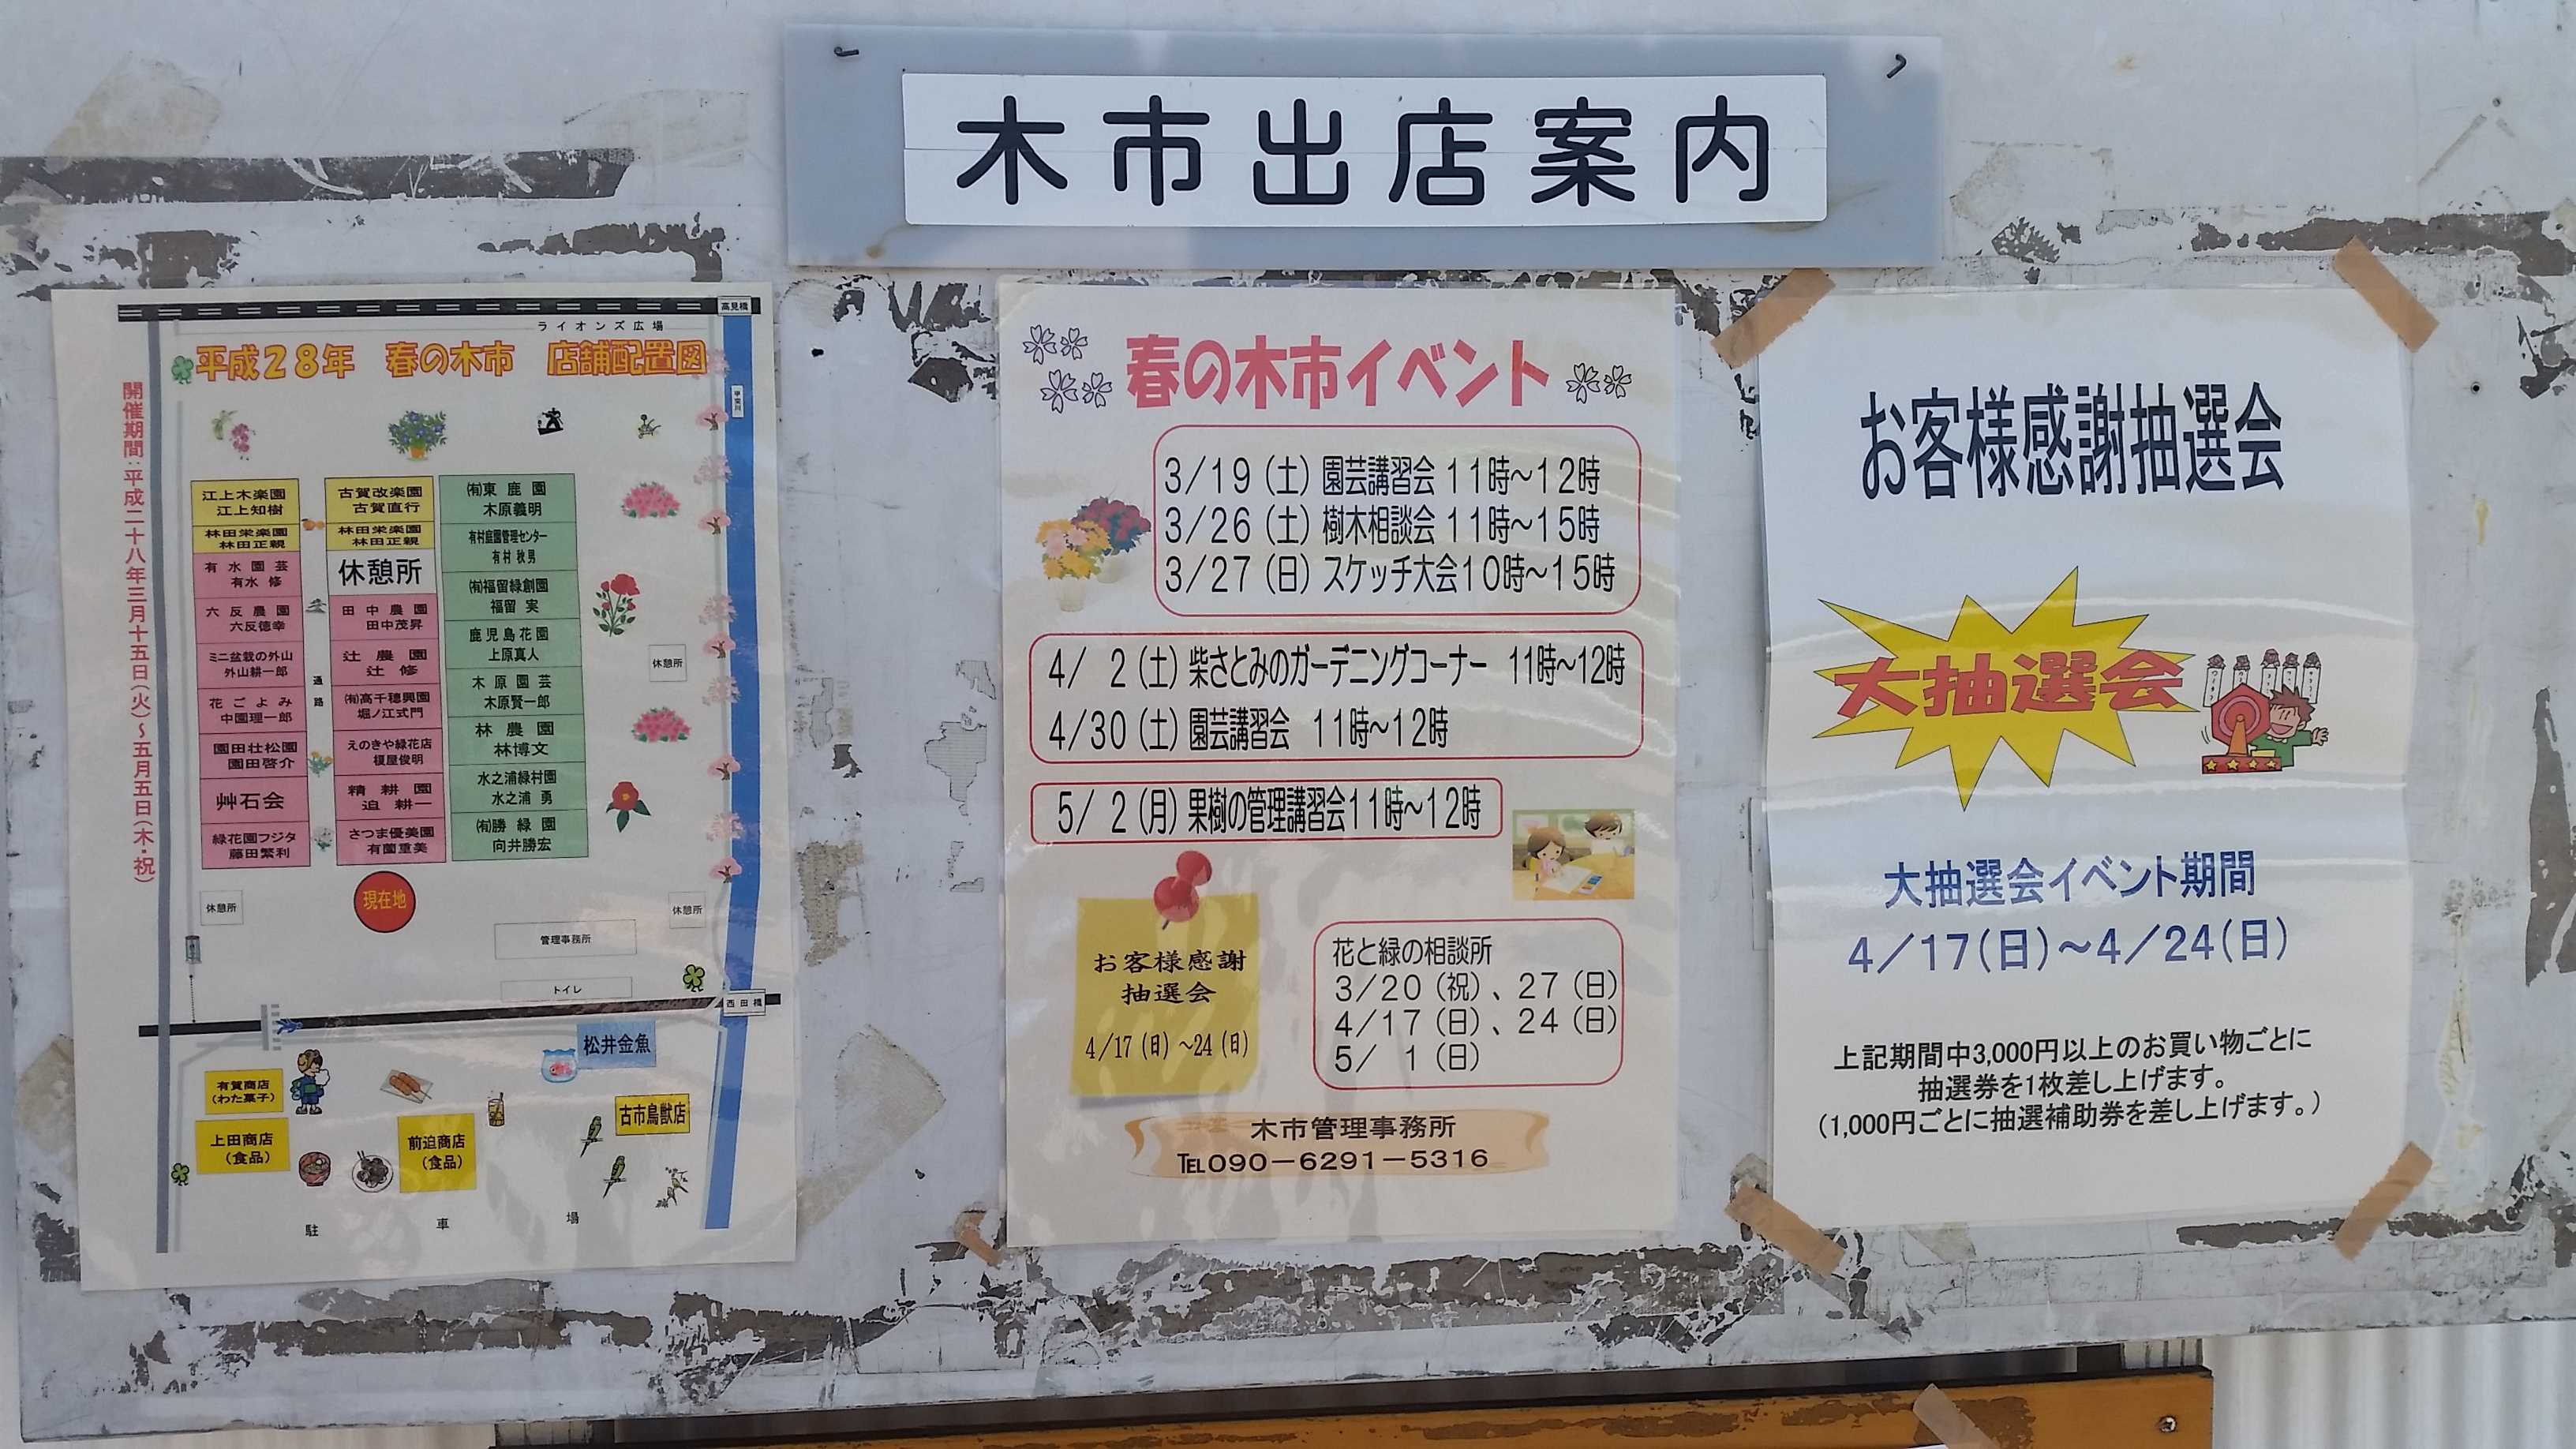 木市出店案内
高見橋
ライオンズ広場
平成28年 春の木市 店舗配置図
甲突川
開催期間:平成二十八年三月十五日(火)~五月五日(木・祝)
江上木楽園
江上知樹
林田栄楽園
林田正親
有水園芸
有水 修
六反農園
六反徳幸
ミニ盆栽の外山
外山耕一郎
花ごよみ
中園理一郎
園田壮松園
園田啓介
艸石会
緑花園フジタ
藤田繁利
通路
古賀改楽園
古賀直行
林田栄楽園
林田正親
休憩所
田中農園
田中茂昇
辻農園
辻 修
(有)高千穂興園
堀ノ江式門
えのきや緑花店
榎屋俊明
精耕園
迫 耕一
さつま優美園
有薗重美
(有)東鹿園
木原義明
有村庭園管理センター
有村 秋男
(有)福留緑創園
福留 実
鹿児島花園
上原真人
木原園芸
木原賢一郎
林農園
林博文
水之浦緑村園
水之浦 勇
(有)勝緑園
向井勝宏
休憩所
現在地
休憩所
休憩所
管理事務所
トイレ
西田橋
松井金魚
有賀商店
(わた菓子)
上田商店
(食品)
前迫商店
(食品)
古市鳥獣店
駐車場
春の木市イベント
3/19(土)園芸講習会 11時~12時
3/26(土)樹木相談会 11時~15時
3/27(日)スケッチ大会10時~15時
4/ 2(土)柴さとみのガーデニングコーナー 11時~12時
4/30(土)園芸講習会 11時~12時
5/ 2(月)果樹の管理講習会11時~12時
お客様感謝
抽選会
4/17(日)~24(日)
花と緑の相談所
3/20(祝)、27(日)
4/17(日)、24(日)
5/ 1(日)
木市管理事務所
℡090-6291-5316
お客様感謝抽選会
大抽選会
大抽選会イベント期間
4/17(日)~4/24(日)
上記期間中3,000円以上のお買い物ごとに
抽選券を1枚差し上げます。
(1,000円ごとに抽選補助券を差し上げます。)